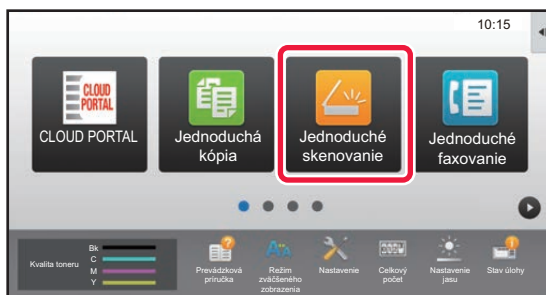 10:15
CLOUD
PORTAL
CLOUD PORTAL
Jednoduchá
kópia
Jednoduché
skenovanie
Jednoduché
faxovanie
Kvalita toneru
Bk
C
M
Y
Prevádzková
príručka
Režim
zväčšeného
zobrazenia
Nastavenie
Celkový
počet
Nastavenie
jasu
Stav úlohy